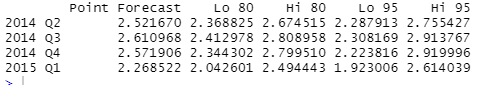 Point Forecast Lo 80 Hi 80 Lo 95 Hi 95
2014 Q2 2.521670 2.368825 2.674515 2.287913 2.755427
2014 Q3 2.610968 2.412978 2.808958 2.308169 2.913767
2014 Q4 2.571906 2.344302 2.799510 2.223816 2.919996
2015 Q1 2.268522 2.042601 2.494443 1.923006 2.614039
>